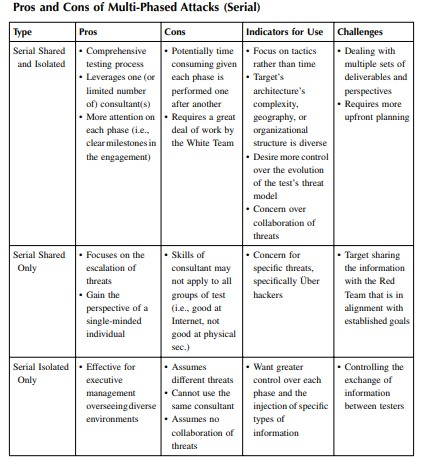 Pros and Cons of Multi-Phased Attacks (Serial)
Type
Pros
Cons
Indicators for Use
Challenges
Serial Shared
and Isolated
• Comprehensive
testing process
• Leverages one (or
limited number
of) consultant(s)
• More attention on
each phase (i.e.,
clear milestones in
the engagement)
• Potentially time
consuming given
each phase is
performed one
after another
• Requires a great
deal of work by
the White Team
• Focus on tactics
rather than time
• Target's
architecture's
complexity,
geography, or
organizational
structure is diverse
• Desire more control
over the evolution
of the test's threat
model
• Concern over
collaboration of
threats
• Dealing with
multiple sets of
deliverables and
perspectives
• Requires more
upfront planning
Serial Shared
Only
• Focuses on the
escalation of
threats
• Gain the
perspective of a
single-minded
individual
• Skills of
consultant may
not apply to all
groups of test
(i.e., good at
Internet, not
good at physical
sec.)
• Concern for
specific threats,
specifically Über
hackers
• Target sharing
the information
with the Red
Team that is in
alignment with
established goals
Serial Isolated
Only
• Effective for
executive
management
overseeing diverse
environments
• Assumes
different threats
• Cannot use the
same consultant
• Assumes no
collaboration of
threats
• Want greater
control over each
phase and the
injection of specific
types of
information
• Controlling the
exchange of
information
between testers